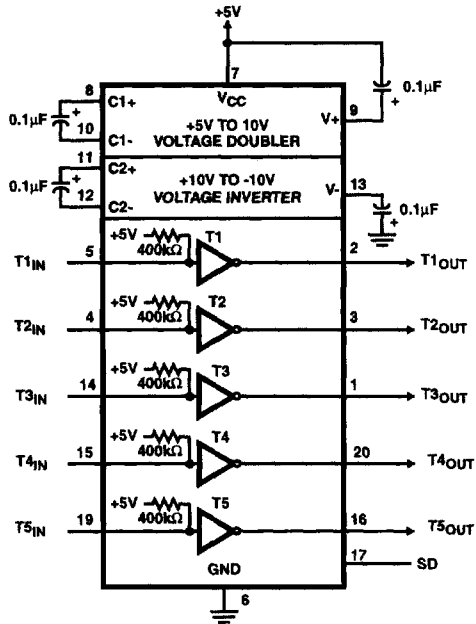 +5V
7
VCC
8 C1+
0.1µF +
10 C1-
+5V TO 10V
VOLTAGE DOUBLER
V+ 9
+ 0.1µF
11 C2+
0.1µF +
12 C2-
+10V TO -10V
VOLTAGE INVERTER
V- 13
0.1µF
+
+5V 400kΩ T1
T1IN 5 2 T1OUT
+5V 400kΩ T2
T2IN 4 3 T2OUT
+5V 400kΩ T3
T3IN 14 1 T3OUT
+5V 400kΩ T4
T4IN 15 20 T4OUT
+5V 400kΩ T5
T5IN 19 16 T5OUT
17 SD
GND
6